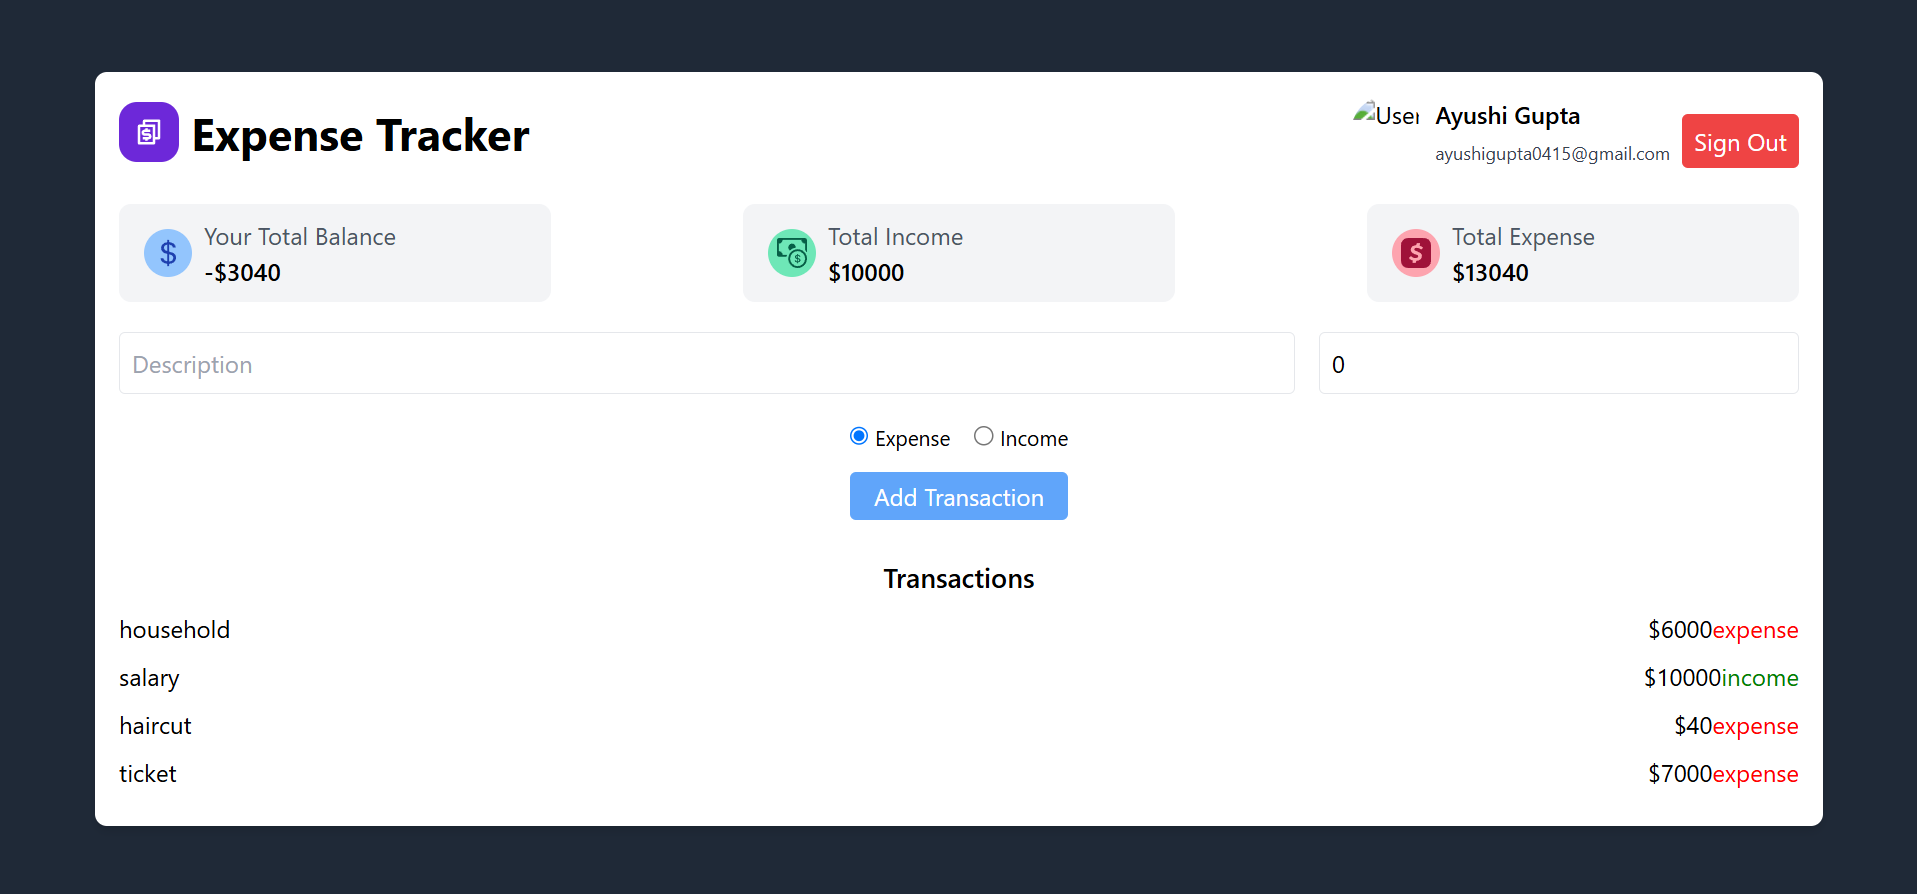 Expense Tracker
User
Ayushi Gupta
ayushigupta0415@gmail.com
Sign Out
Your Total Balance
-$3040
Total Income
$10000
Total Expense
$13040
Description
0
Expense Income
Add Transaction
Transactions
household $6000expense
salary $10000income
haircut $40expense
ticket $7000expense